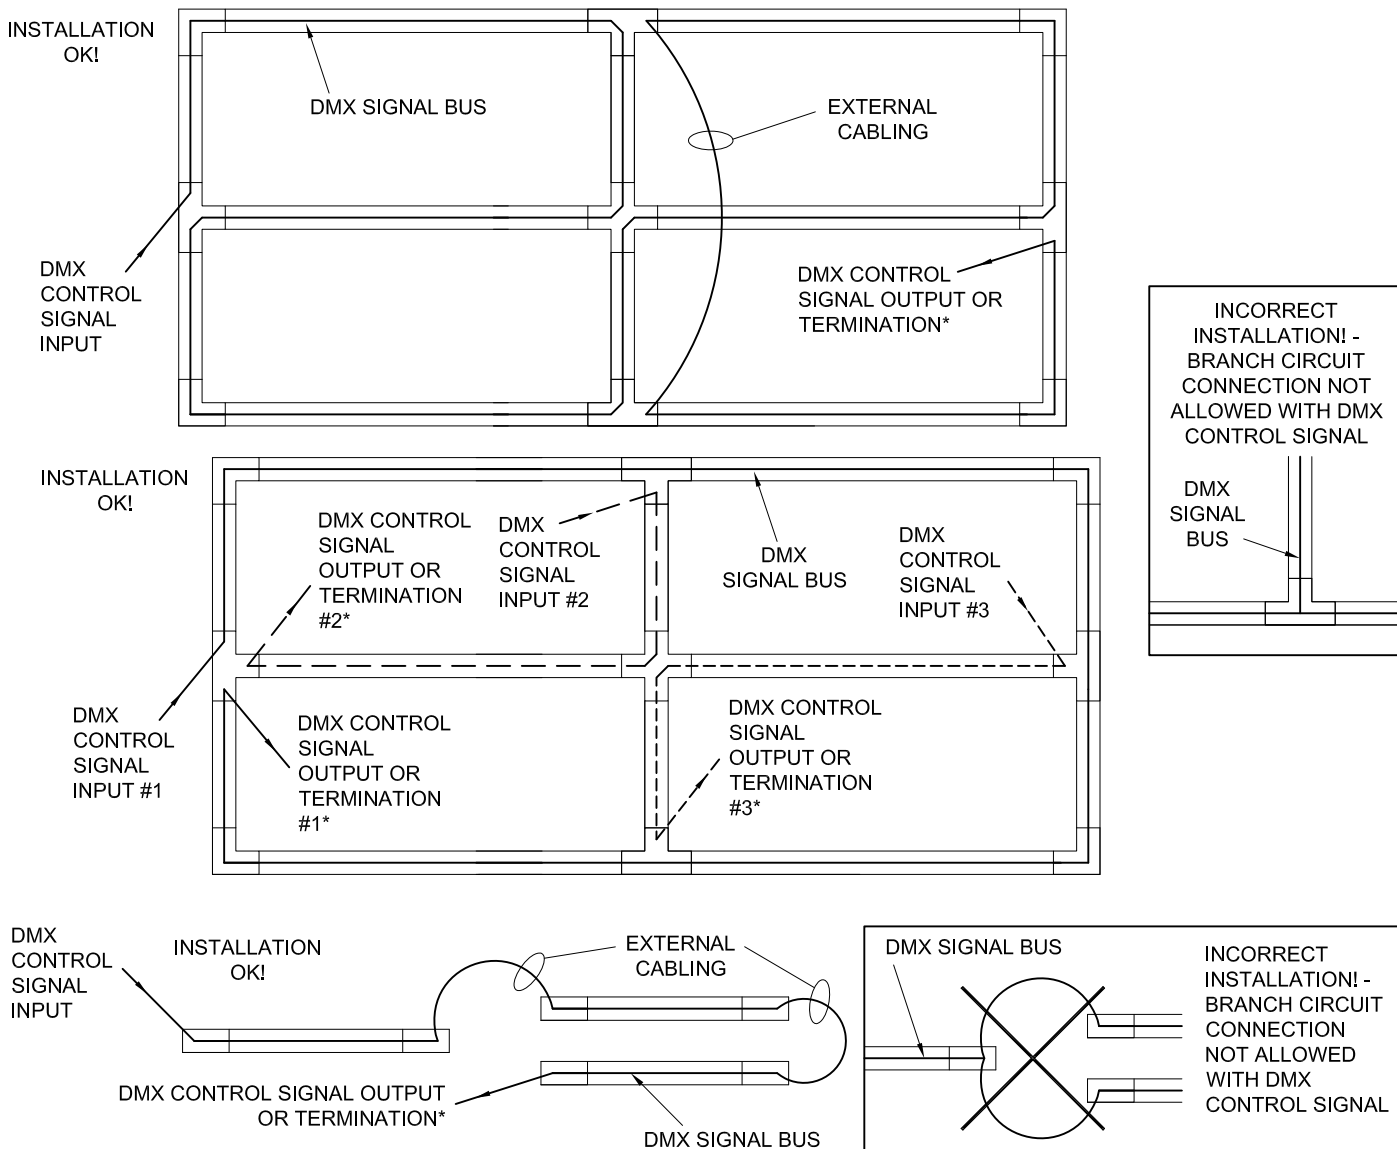 INSTALLATION
OK!
DMX SIGNAL BUS
EXTERNAL
CABLING
DMX
CONTROL
SIGNAL
INPUT
DMX CONTROL
SIGNAL OUTPUT OR
TERMINATION*
INCORRECT
INSTALLATION! -
BRANCH CIRCUIT
CONNECTION NOT
ALLOWED WITH DMX
CONTROL SIGNAL
DMX
SIGNAL
BUS
INSTALLATION
OK!
DMX CONTROL
SIGNAL
OUTPUT OR
TERMINATION
#2*
DMX
CONTROL
SIGNAL
INPUT #2
DMX
SIGNAL BUS
DMX
CONTROL
SIGNAL
INPUT #3
DMX
CONTROL
SIGNAL
INPUT #1
DMX CONTROL
SIGNAL
OUTPUT OR
TERMINATION
#1*
DMX CONTROL
SIGNAL
OUTPUT OR
TERMINATION
#3*
DMX
CONTROL
SIGNAL
INPUT
INSTALLATION
OK!
EXTERNAL
CABLING
DMX CONTROL SIGNAL OUTPUT
OR TERMINATION*
DMX SIGNAL BUS
DMX SIGNAL BUS
INCORRECT
INSTALLATION! -
BRANCH CIRCUIT
CONNECTION
NOT ALLOWED
WITH DMX
CONTROL SIGNAL